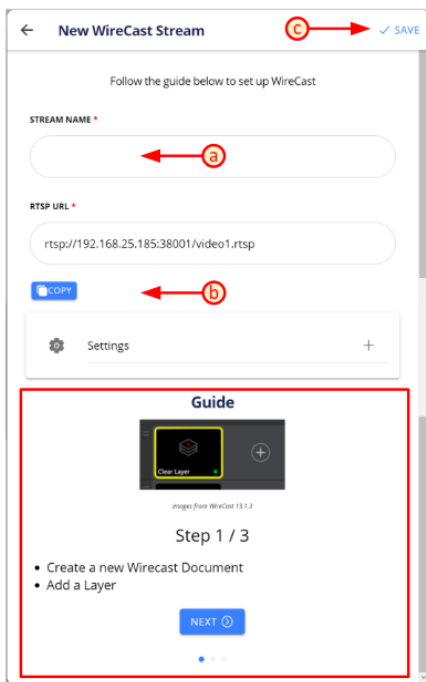 New WireCast Stream
c
SAVE
Follow the guide below to set up WireCast
STREAM NAME *
a
RTSP URL *
rtsp://192.168.25.185:38001/video1.rtsp
COPY
b
Settings
Guide
Clear Layer
Images from WireCast 13.1.3
Step 1 / 3
• Create a new Wirecast Document
• Add a Layer
NEXT